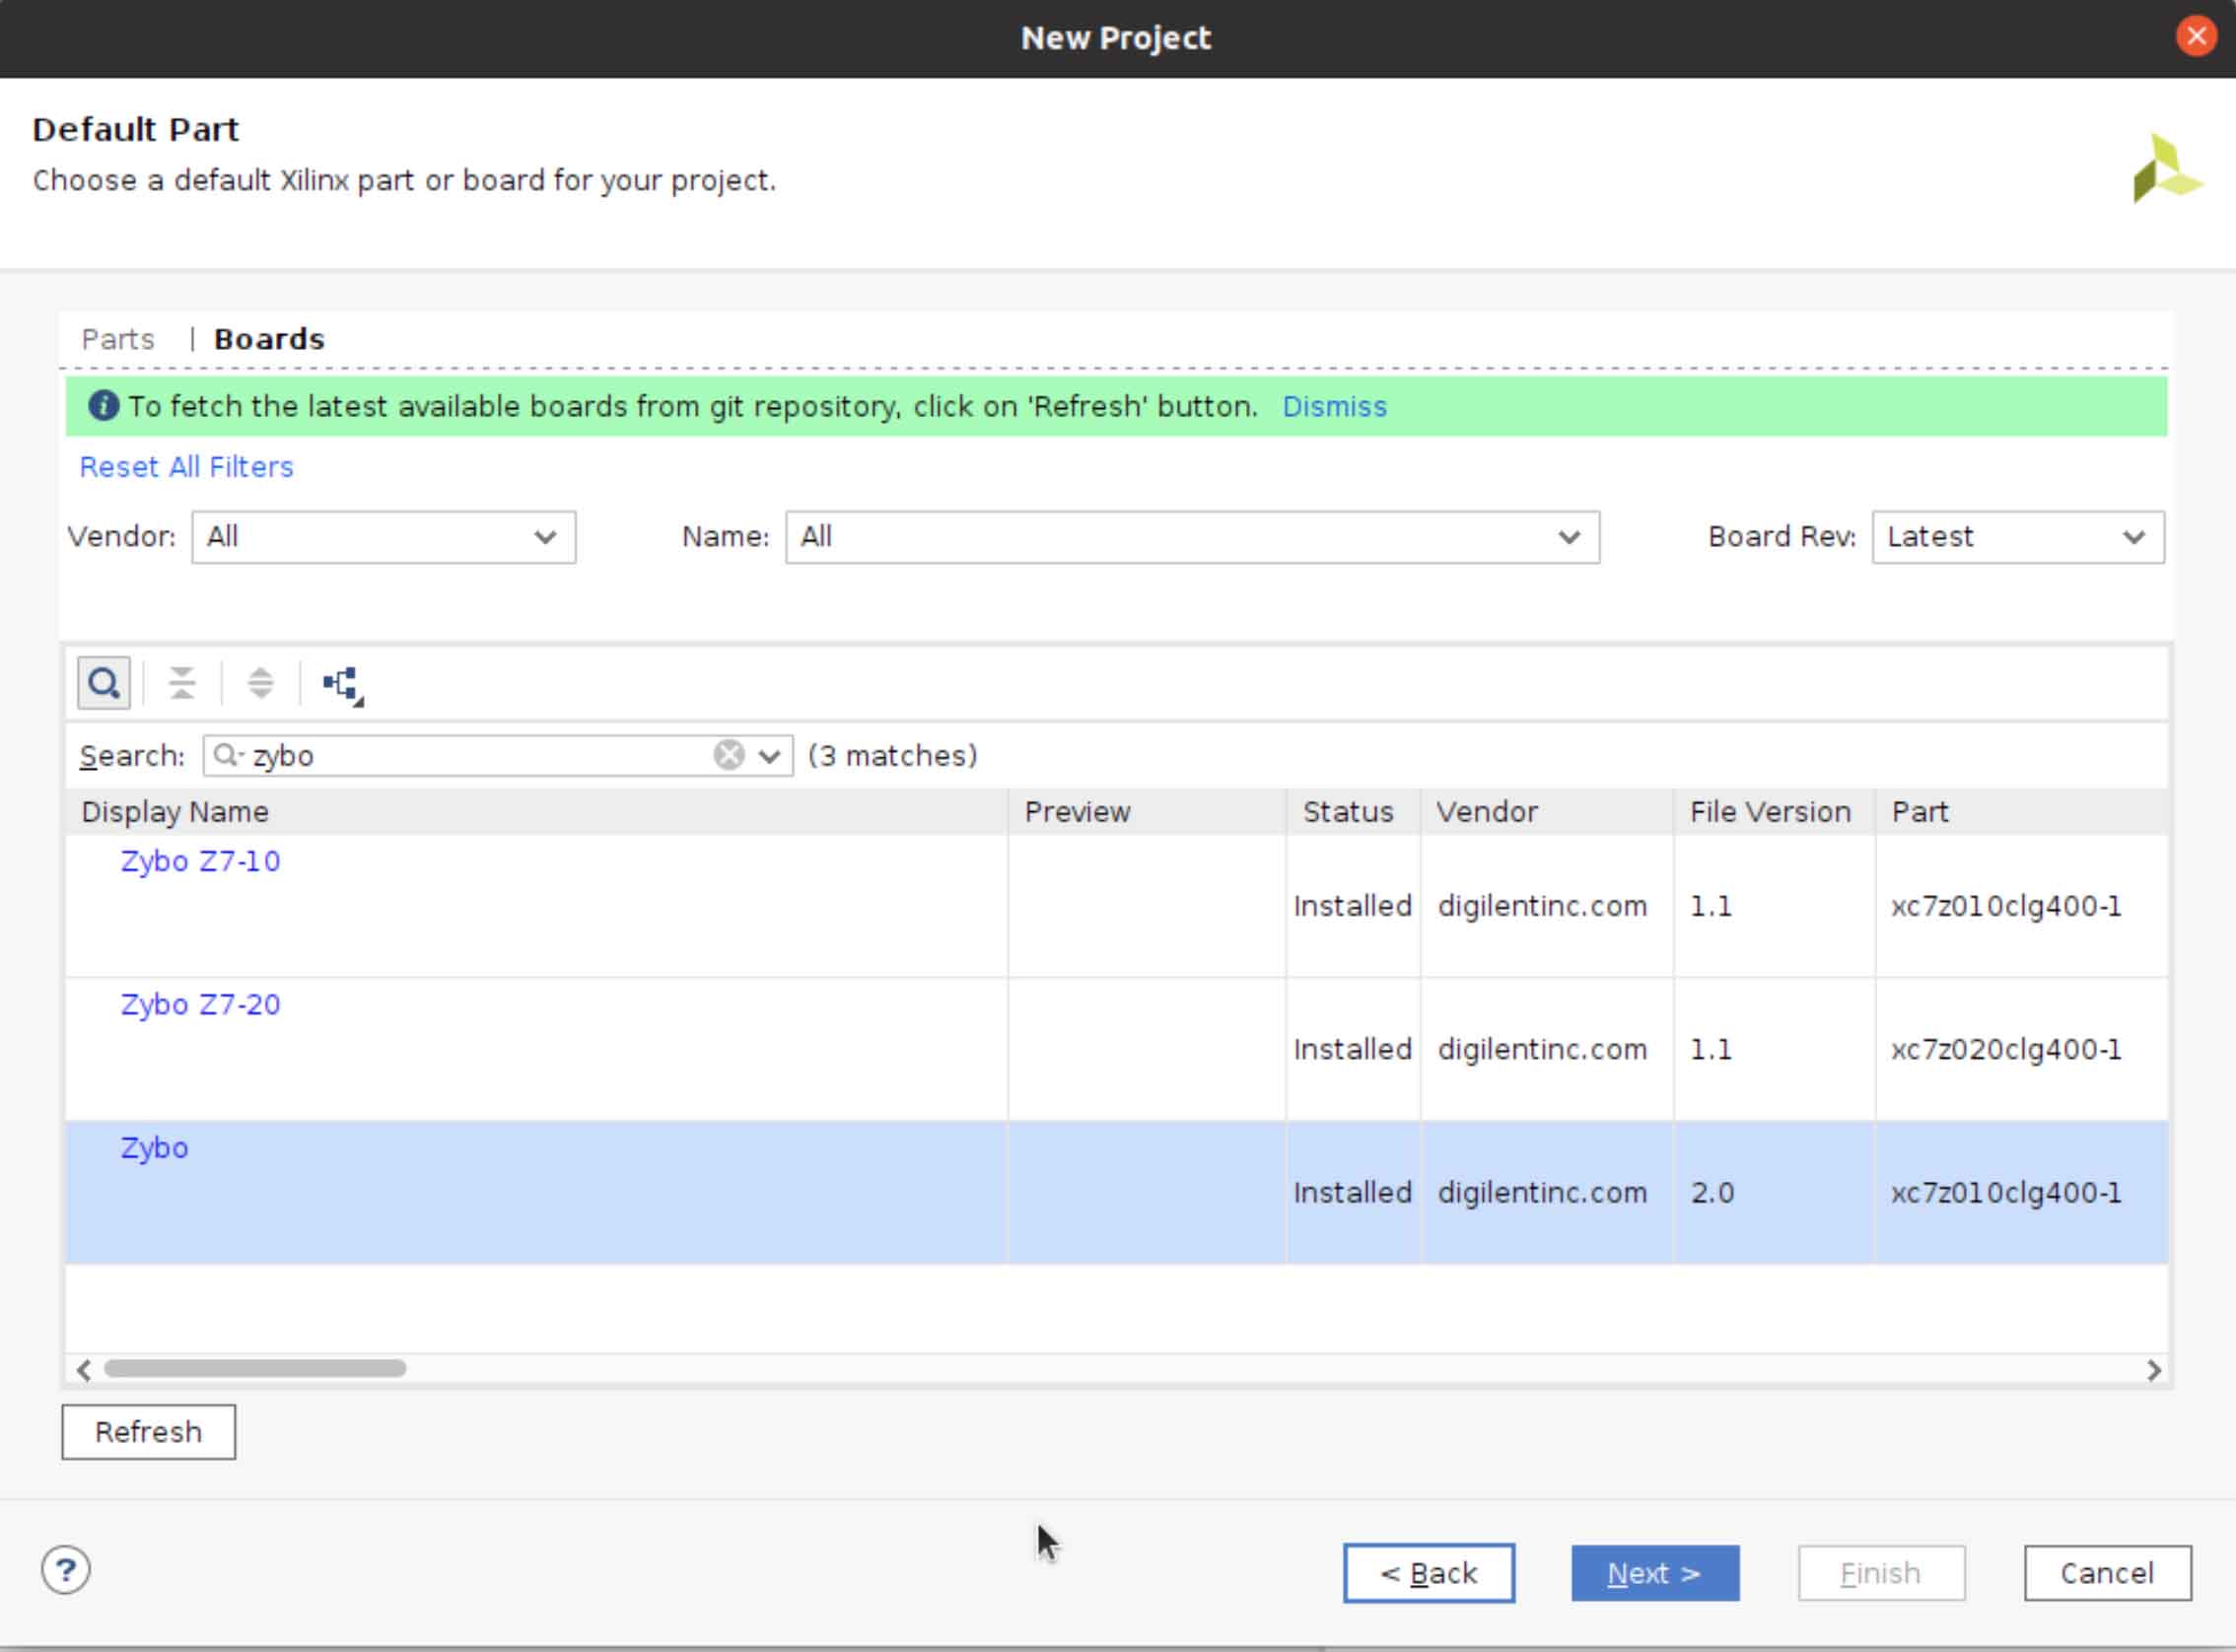 New Project
Default Part
Choose a default Xilinx part or board for your project.
Parts | Boards
To fetch the latest available boards from git repository, click on 'Refresh' button. Dismiss
Reset All Filters
Vendor: All Name: All Board Rev: Latest
Search: zybo (3 matches)
Display Name Preview Status Vendor File Version Part
Zybo Z7-10
Installed digilentinc.com 1.1 xc7z010clg400-1
Zybo Z7-20
Installed digilentinc.com 1.1 xc7z020clg400-1
Zybo
Installed digilentinc.com 2.0 xc7z010clg400-1
Refresh
? < Back Next > Finish Cancel